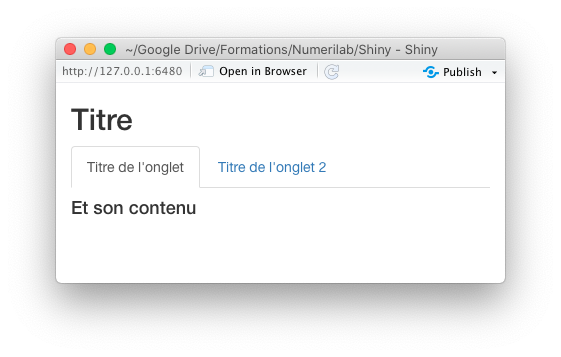 ~/Google Drive/Formations/Numerilab/Shiny - Shiny
http://127.0.0.1:6480 Open in Browser Publish
Titre
Titre de l'onglet Titre de l'onglet 2
Et son contenu